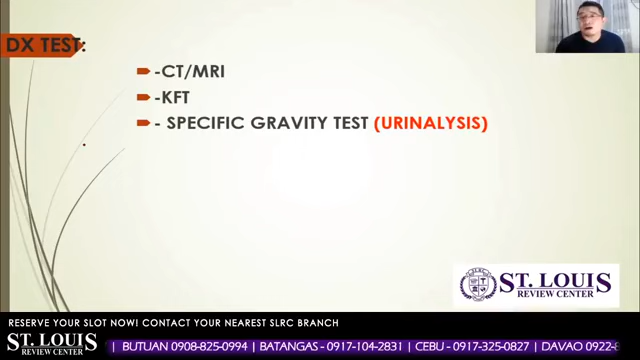 DX TEST:
-CT/MRI
-KFT
- SPECIFIC GRAVITY TEST (URINALYSIS)
ST. LOUIS
REVIEW CENTER
RESERVE YOUR SLOT NOW! CONTACT YOUR NEAREST SLRC BRANCH
ST. LOUIS
REVIEW CENTER
| BUTUAN 0908-825-0994 | BATANGAS - 0917-104-2831 | CEBU - 0917-325-0827 | DAVAO 0922-